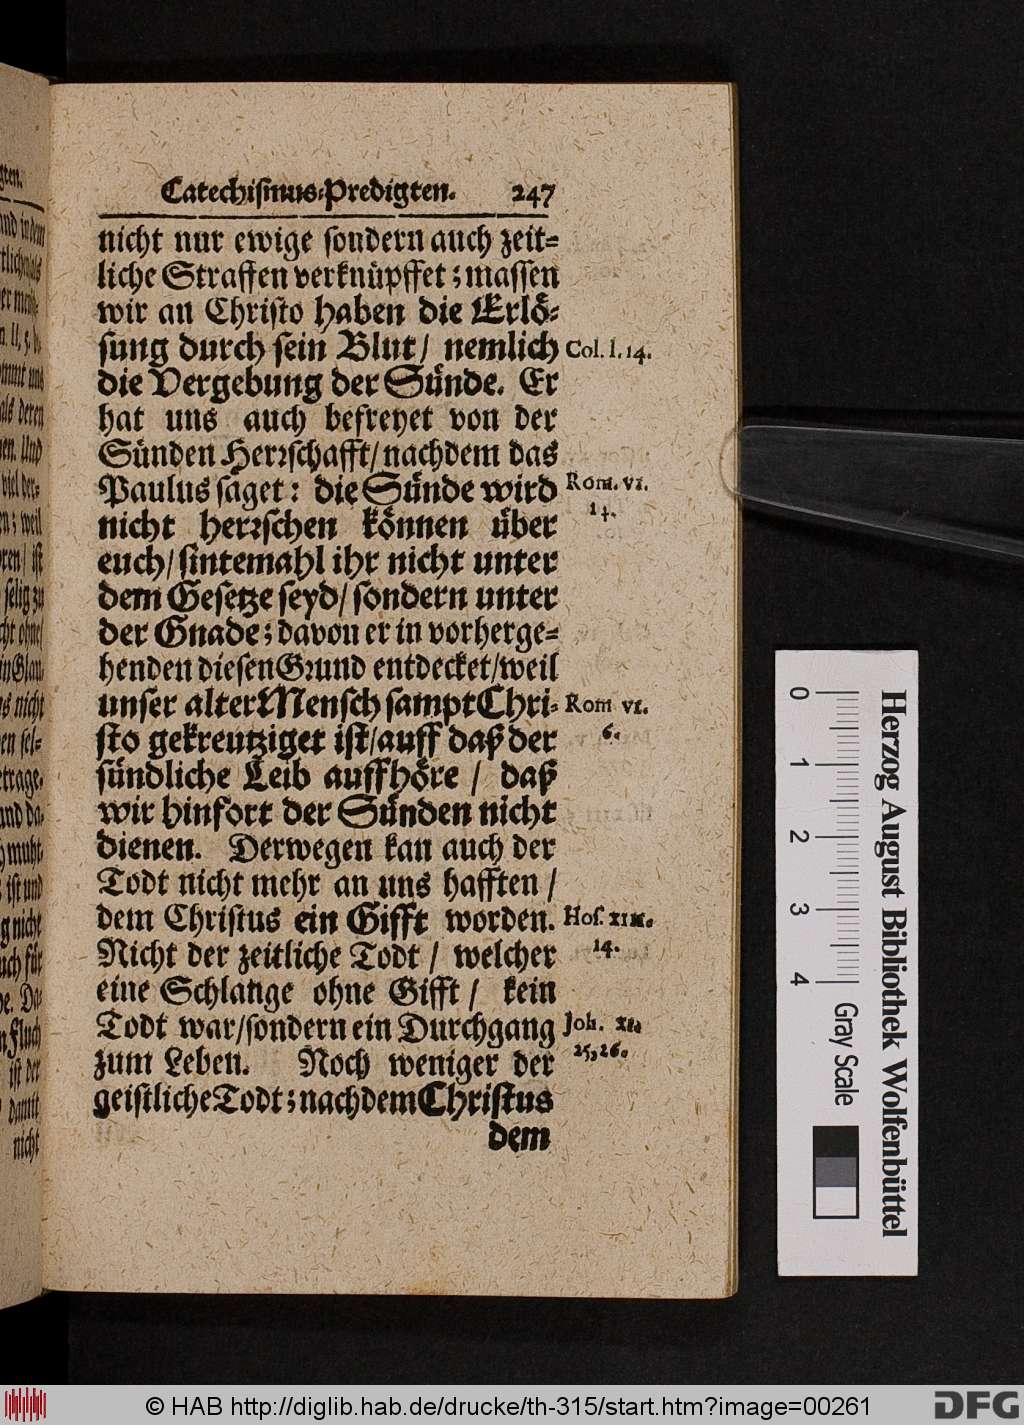 Catechismus-Predigten. 247
nicht nur ewige sondern auch zeit-
liche Straffen verknüpffet; massen
wir an Christo haben die Erlö-
sung durch sein Blut/ nemlich
Col. I. 14.
die Vergebung der Sünde. Er
hat uns auch befreyet von der
Sünden Herrschafft/ nachdem das
Paulus saget: die Sünde wird
Rom. VI.
14.
nicht herrschen können über
euch/ sintemahl ihr nicht unter
dem Gesetze seyd/ sondern unter
der Gnade; davon er in vorherge-
henden diesen Grund entdecket/ weil
unser alter Mensch sampt Chri-
Rom VI.
6.
sto gekreutziget ist/ auff daß der
sündliche Leib auffhöre / daß
wir hinfort der Sünden nicht
dienen. Derwegen kan auch der
Todt nicht mehr an uns hafften /
dem Christus ein Gifft worden.
Hos. XIII.
14.
Nicht der zeitliche Todt / welcher
eine Schlange ohne Gifft / kein
Todt war/ sondern ein Durchgang
Joh. XI.
25, 26.
zum Leben. Noch weniger der
geistliche Todt; nachdem Christus
dem
0 1 2 3 4
Gray Scale
Herzog August Bibliothek Wolfenbüttel
© HAB http://diglib.hab.de/drucke/th-315/start.htm?image=00261
DFG